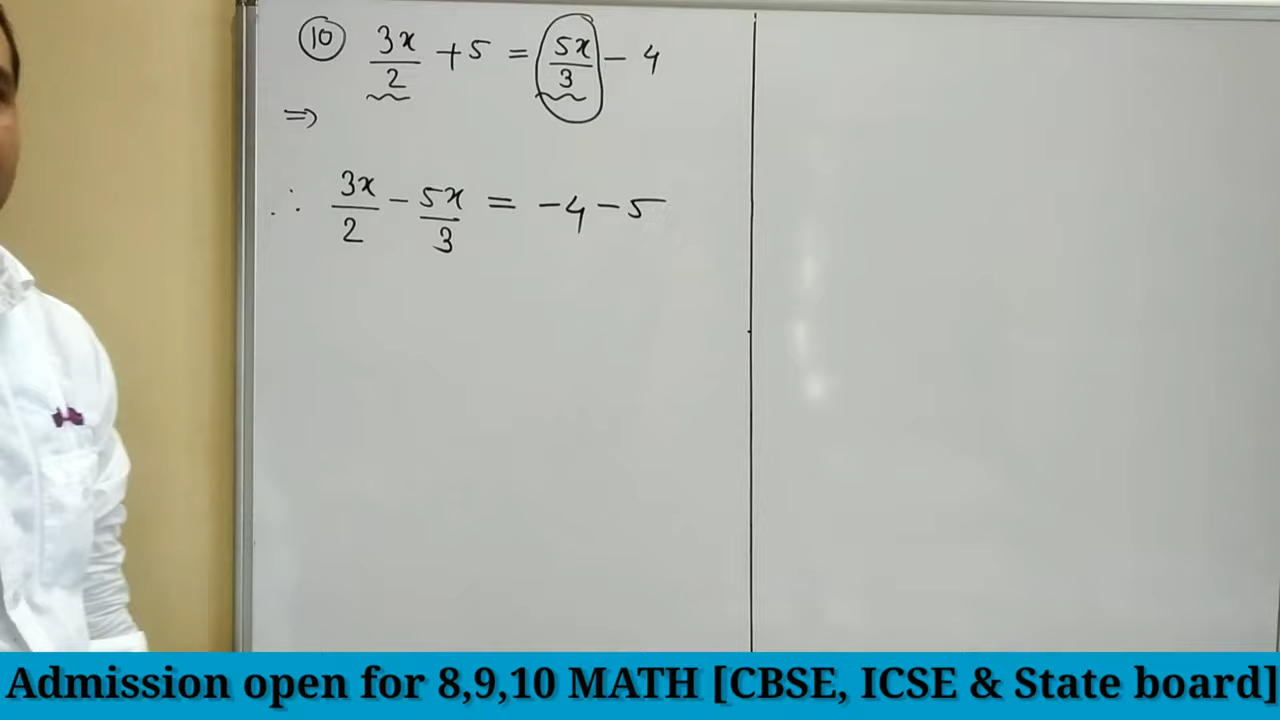 ⑩ 3x/2 + 5 = 5x/3 - 4
⇒
∴ 3x/2 - 5x/3 = -4 - 5
Admission open for 8,9,10 MATH [CBSE, ICSE & State board]